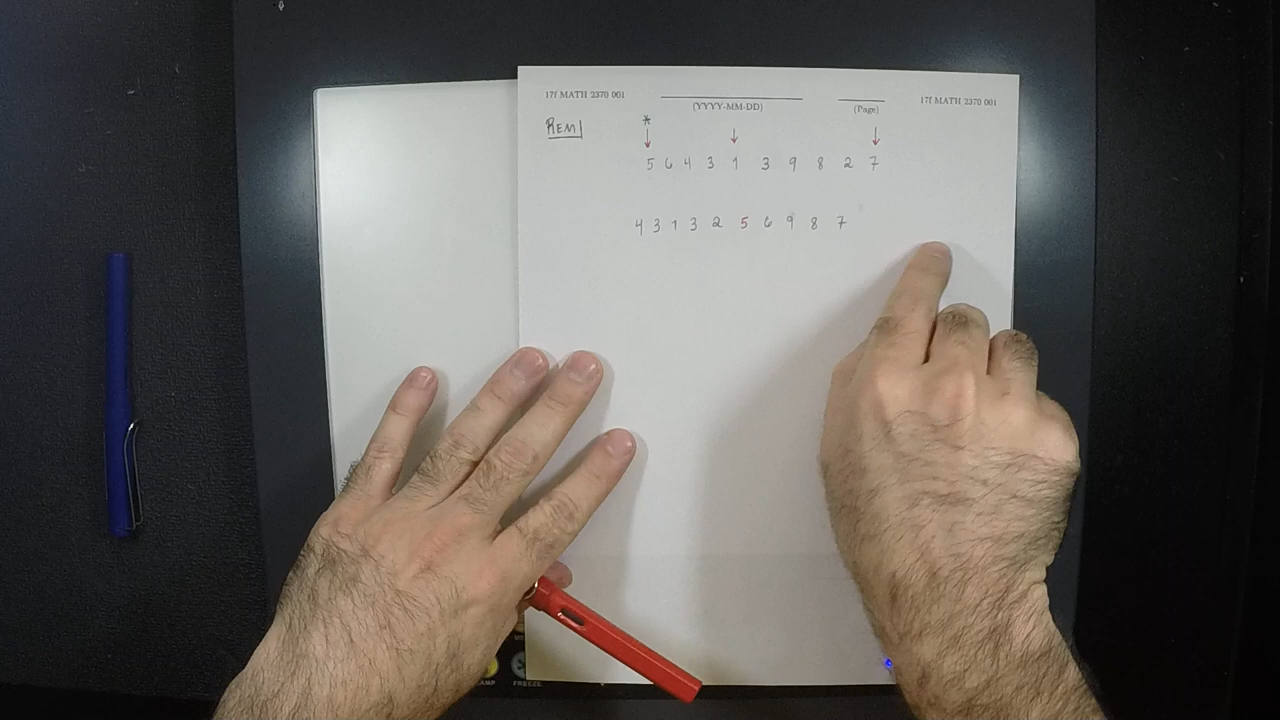 17f MATH 2370 001 (YYYY-MM-DD) (Page) 17f MATH 2370 001
REM *
5 6 4 3 1 3 9 8 2 7
4 3 1 3 2 5 6 9 8 7
FREEZE